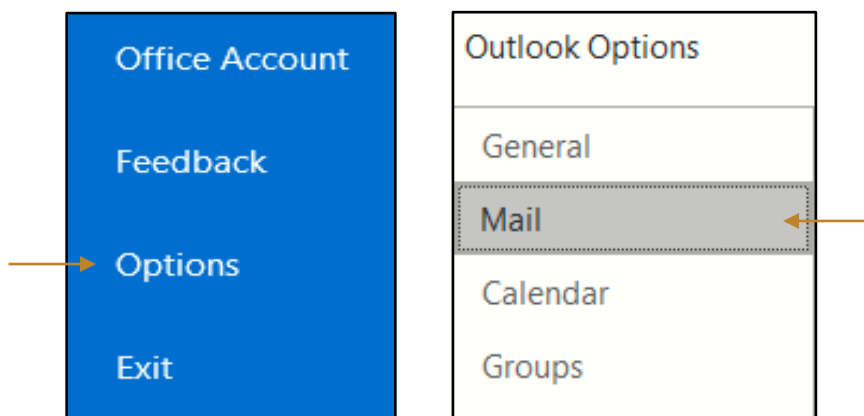 Office Account
Feedback
Options
Exit
Outlook Options
General
Mail
Calendar
Groups